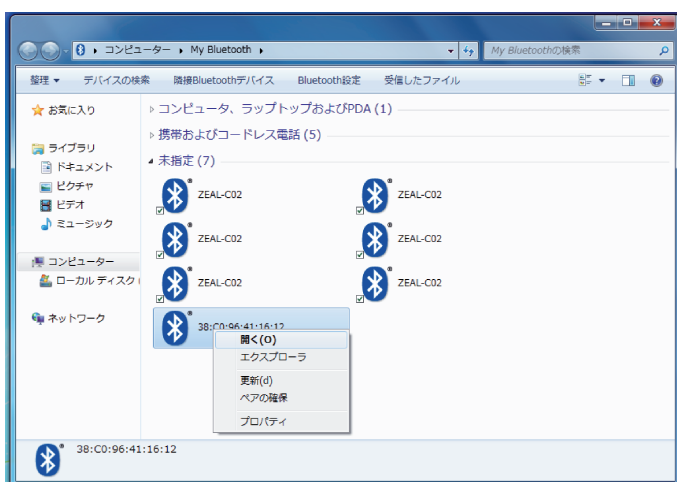 コンピューター ▸ My Bluetooth ▸
My Bluetoothの検索
整理 ▼ デバイスの検索 隣接Bluetoothデバイス Bluetooth設定 受信したファイル
お気に入り
ライブラリ
ドキュメント
ピクチャ
ビデオ
ミュージック
コンピューター
ローカル ディスク (
ネットワーク
コンピュータ、ラップトップおよびPDA (1)
携帯およびコードレス電話 (5)
未指定 (7)
ZEAL-C02 ZEAL-C02
ZEAL-C02 ZEAL-C02
ZEAL-C02 ZEAL-C02
38:C0:96:41:16:12
開く(O)
エクスプローラ
更新(d)
ペアの確保
プロパティ
38:C0:96:41:16:12